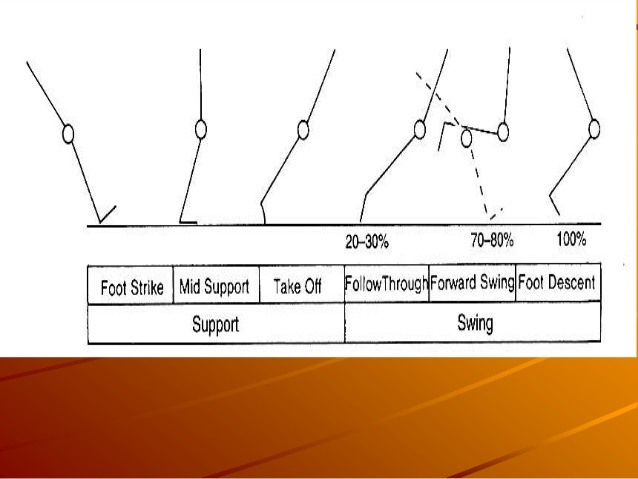 20–30% 70–80% 100%
Foot Strike Mid Support Take Off FollowThrough Forward Swing Foot Descent
Support Swing